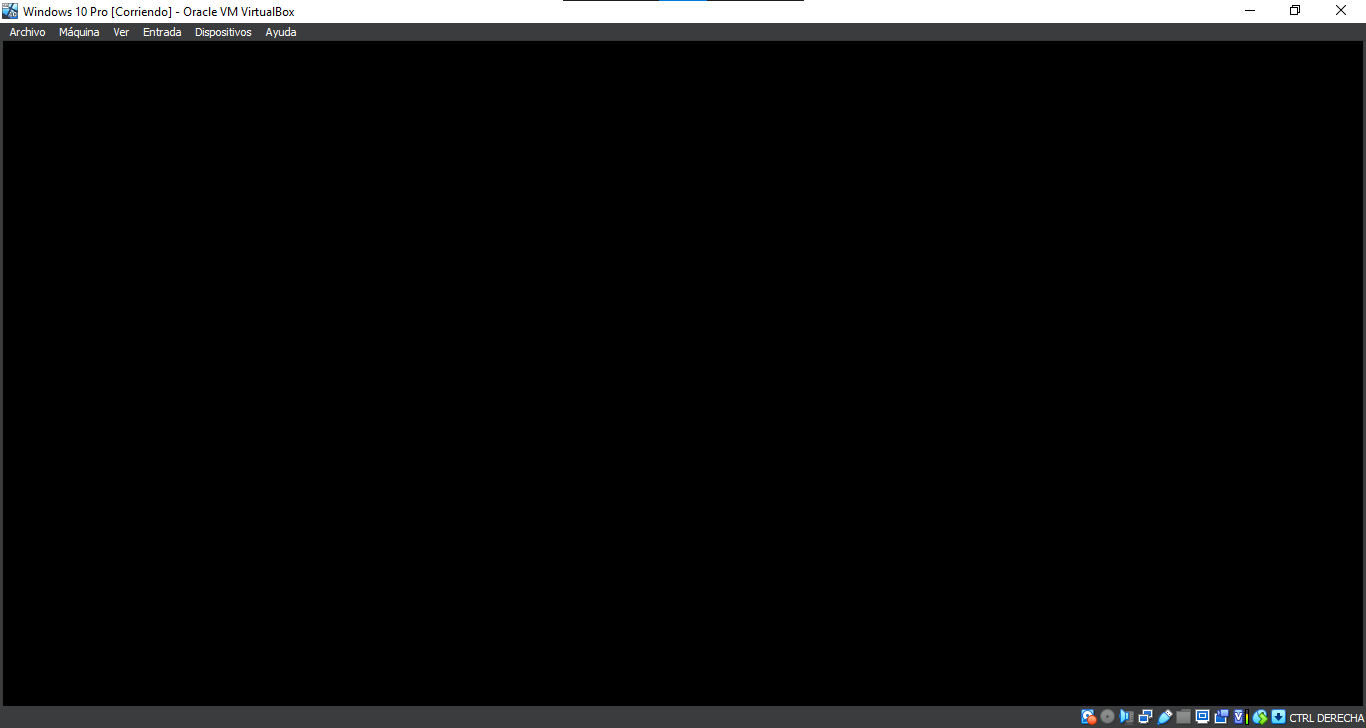 Windows 10 Pro [Corriendo] - Oracle VM VirtualBox
Archivo Máquina Ver Entrada Dispositivos Ayuda
CTRL DERECHA